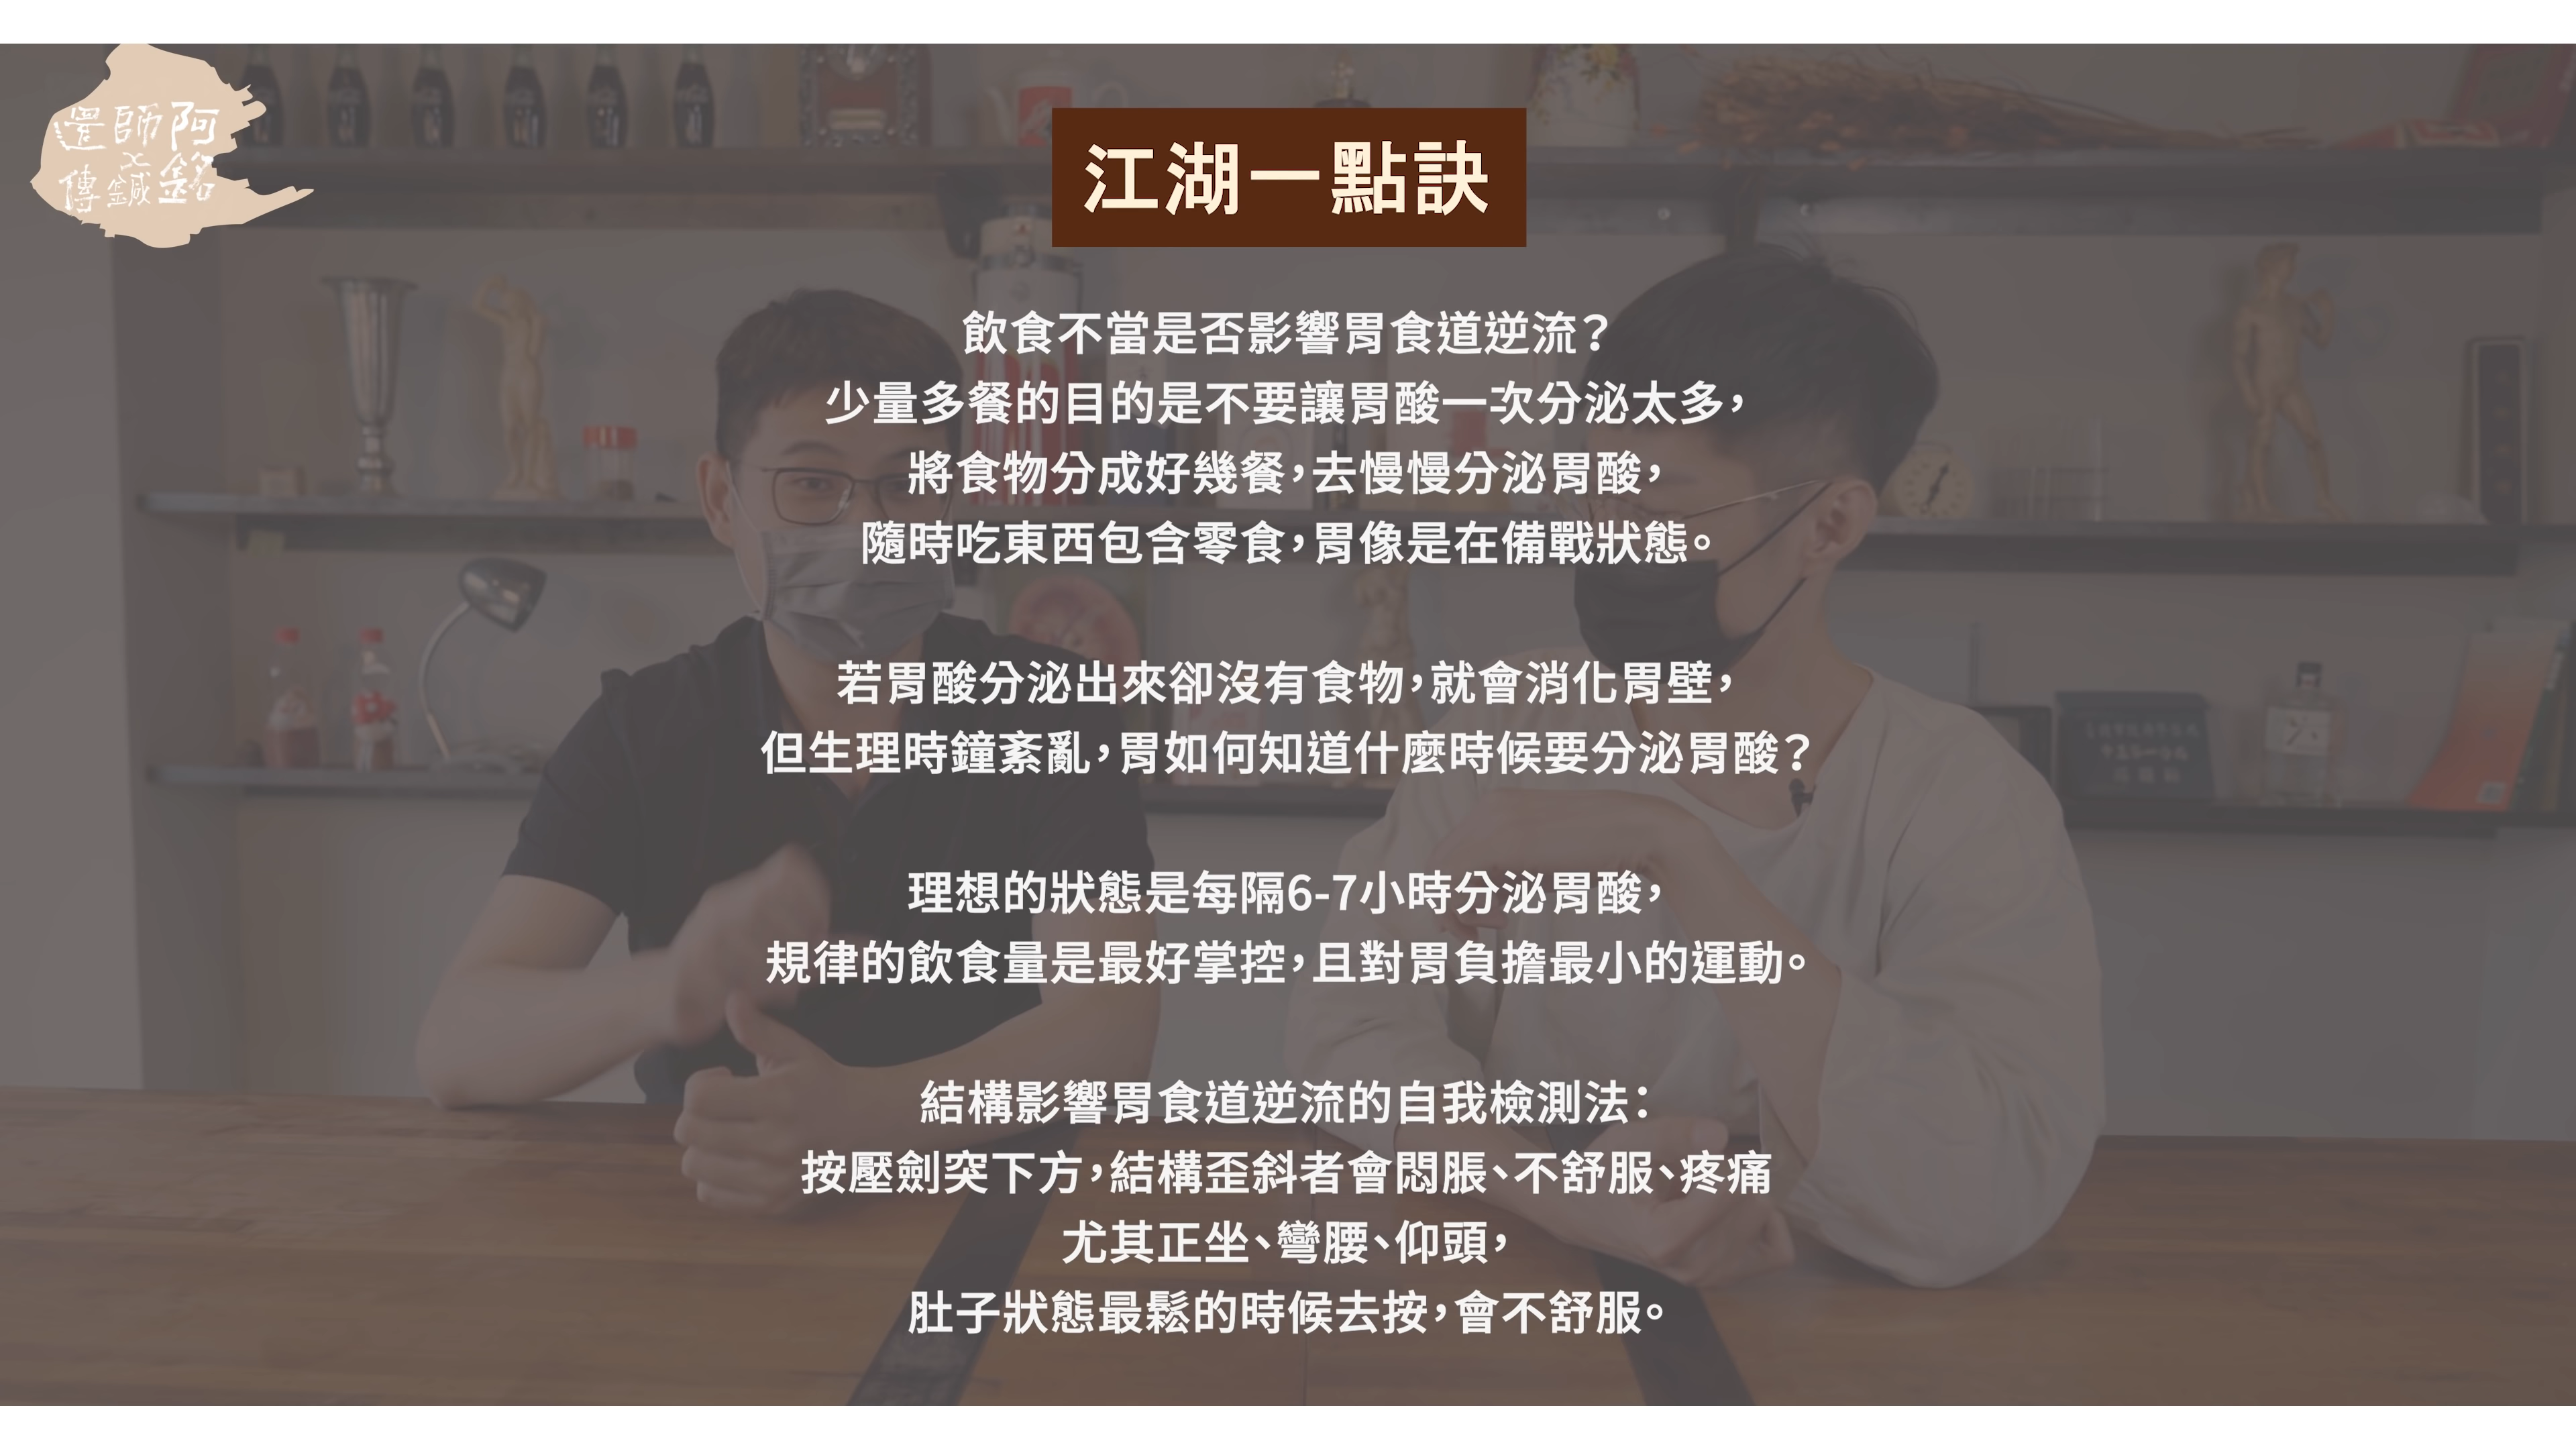 阿銘師之鍼還傳
江湖一點訣
飲食不當是否影響胃食道逆流?
少量多餐的目的是不要讓胃酸一次分泌太多,
將食物分成好幾餐,去慢慢分泌胃酸,
隨時吃東西包含零食,胃像是在備戰狀態。
若胃酸分泌出來卻沒有食物,就會消化胃壁,
但生理時鐘紊亂,胃如何知道什麼時候要分泌胃酸?
理想的狀態是每隔6-7小時分泌胃酸,
規律的飲食量是最好掌控,且對胃負擔最小的運動。
結構影響胃食道逆流的自我檢測法:
按壓劍突下方,結構歪斜者會悶脹、不舒服、疼痛
尤其正坐、彎腰、仰頭,
肚子狀態最鬆的時候去按,會不舒服。